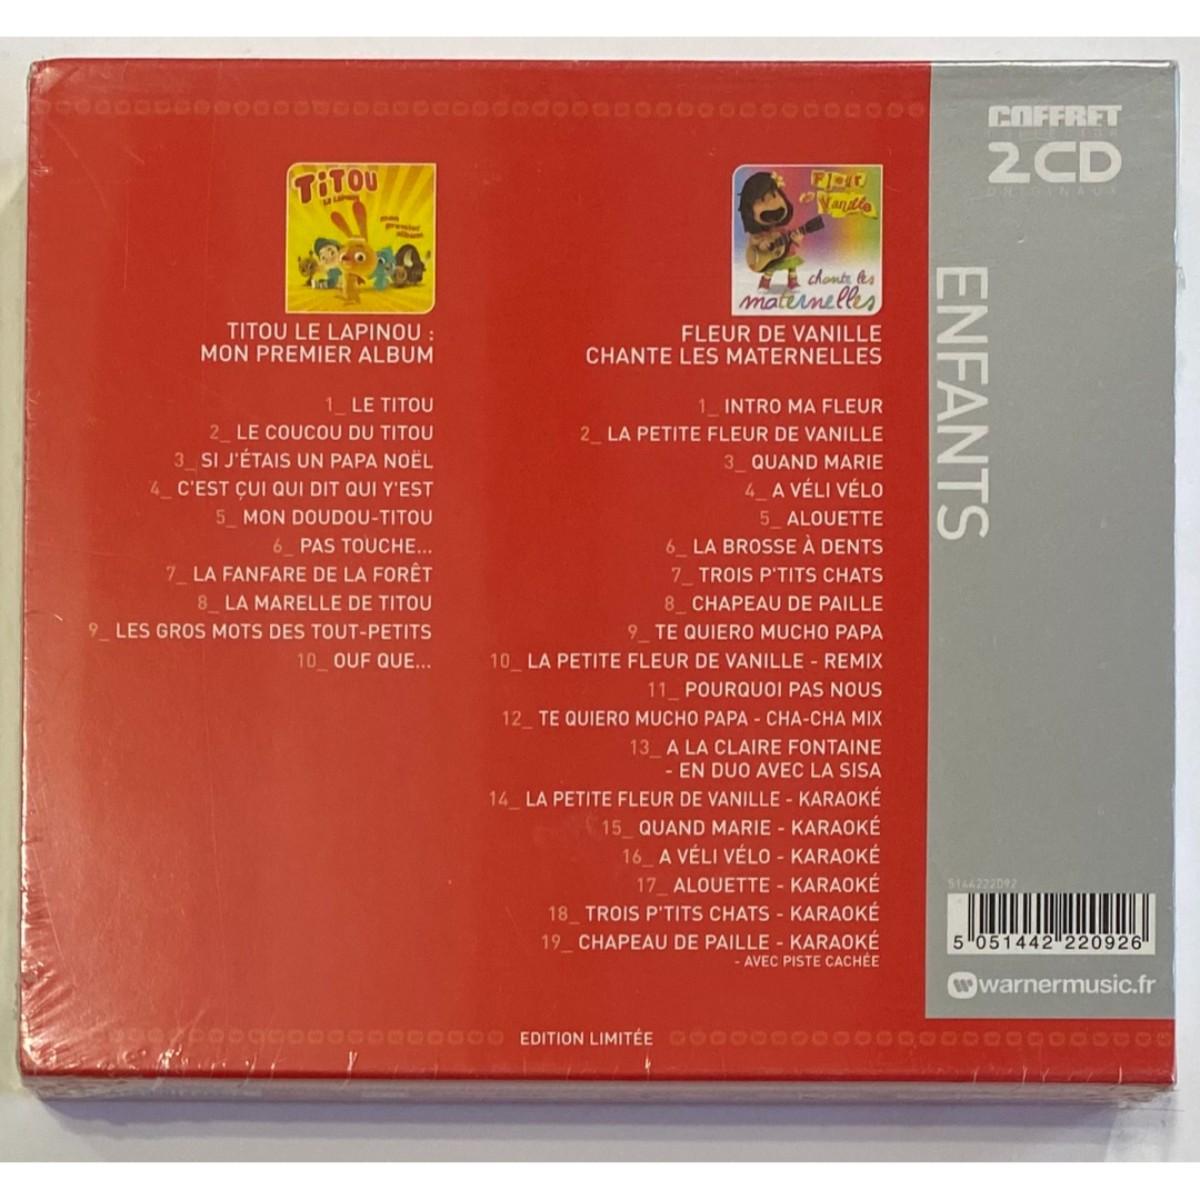 COFFRET
COLLECTOR
2CD
ORIGINAUX
ENFANTS
TITOU
LE LAPINOU
mon
premier
album
TITOU LE LAPINOU :
MON PREMIER ALBUM
1_ LE TITOU
2_ LE COUCOU DU TITOU
3_ SI J'ÉTAIS UN PAPA NOËL
4_ C'EST ÇUI QUI DIT QUI Y'EST
5_ MON DOUDOU-TITOU
6_ PAS TOUCHE...
7_ LA FANFARE DE LA FORÊT
8_ LA MARELLE DE TITOU
9_ LES GROS MOTS DES TOUT-PETITS
10_ OUF QUE...
Fleur
de Vanille
chante les
maternelles
FLEUR DE VANILLE
CHANTE LES MATERNELLES
1_ INTRO MA FLEUR
2_ LA PETITE FLEUR DE VANILLE
3_ QUAND MARIE
4_ A VÉLI VÉLO
5_ ALOUETTE
6_ LA BROSSE À DENTS
7_ TROIS P'TITS CHATS
8_ CHAPEAU DE PAILLE
9_ TE QUIERO MUCHO PAPA
10_ LA PETITE FLEUR DE VANILLE - REMIX
11_ POURQUOI PAS NOUS
12_ TE QUIERO MUCHO PAPA - CHA-CHA MIX
13_ A LA CLAIRE FONTAINE
- EN DUO AVEC LA SISA
14_ LA PETITE FLEUR DE VANILLE - KARAOKÉ
15_ QUAND MARIE - KARAOKÉ
16_ A VÉLI VÉLO - KARAOKÉ
17_ ALOUETTE - KARAOKÉ
18_ TROIS P'TITS CHATS - KARAOKÉ
19_ CHAPEAU DE PAILLE - KARAOKÉ
- AVEC PISTE CACHÉE
5144222092
5 051442 220926
warnermusic.fr
EDITION LIMITÉE